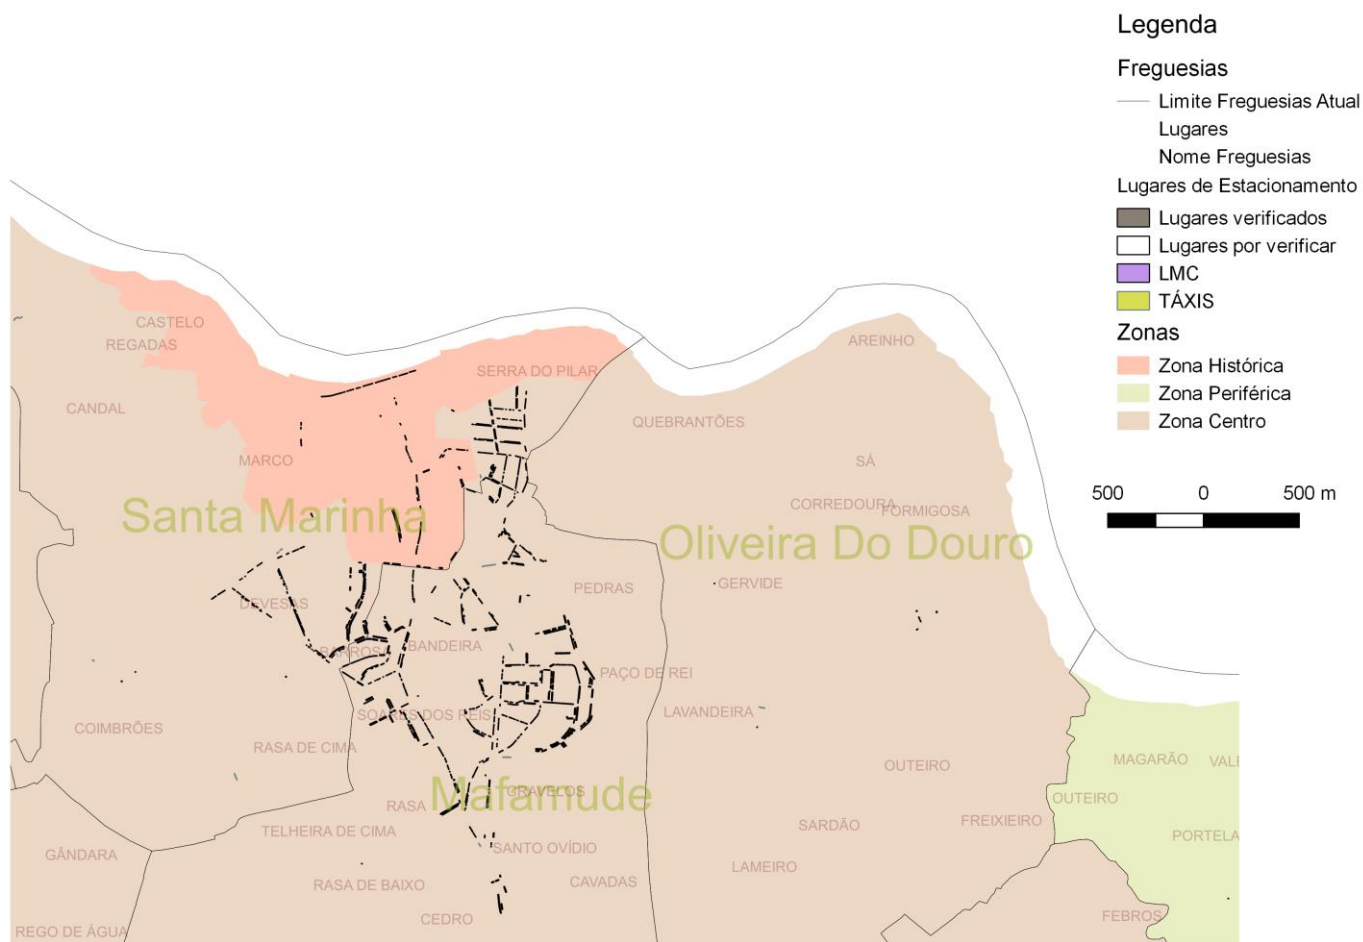 Legenda
Freguesias
Limite Freguesias Atual
Lugares
Nome Freguesias
Lugares de Estacionamento
Lugares verificados
Lugares por verificar
LMC
TÁXIS
Zonas
Zona Histórica
Zona Periférica
Zona Centro
500 0 500 m
CASTELO
REGADAS
AREINHO
SERRA DO PILAR
CANDAL
QUEBRANTÕES
MARCO
SÁ
Santa Marinha
CORREDOURA
FORMIGOSA
Oliveira Do Douro
GERVIDE
PEDRAS
DEVESAS
BARROSA
BANDEIRA
PAÇO DE REI
SOARES DOS REIS
LAVANDEIRA
COIMBRÕES
RASA DE CIMA
MAGARÃO
OUTEIRO
Mafamude
CRAVELOS
OUTEIRO
RASA
FREIXIEIRO
SARDÃO
TELHEIRA DE CIMA
PORTELA
SANTO OVÍDIO
GÂNDARA
LAMEIRO
RASA DE BAIXO
CAVADAS
CEDRO
FEBROS
REGO DE ÁGUA